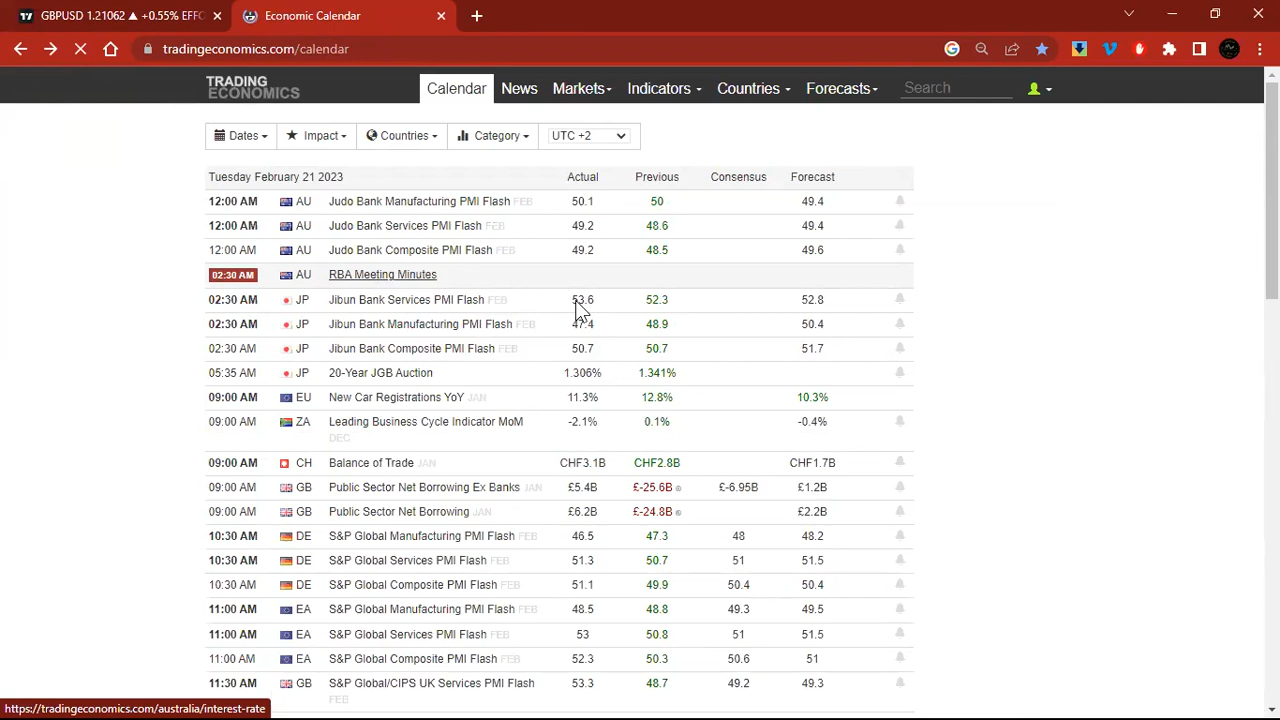 GBPUSD 1.21062 ▲ +0.55% EFFO
Economic Calendar
tradingeconomics.com/calendar
TRADING
ECONOMICS
Calendar News Markets Indicators Countries Forecasts Search
Dates Impact Countries Category UTC +2
Tuesday February 21 2023 Actual Previous Consensus Forecast
12:00 AM AU Judo Bank Manufacturing PMI Flash FEB 50.1 50 49.4
12:00 AM AU Judo Bank Services PMI Flash FEB 49.2 48.6 49.4
12:00 AM AU Judo Bank Composite PMI Flash FEB 49.2 48.5 49.6
02:30 AM AU RBA Meeting Minutes
02:30 AM JP Jibun Bank Services PMI Flash FEB 53.6 52.3 52.8
02:30 AM JP Jibun Bank Manufacturing PMI Flash FEB 47.4 48.9 50.4
02:30 AM JP Jibun Bank Composite PMI Flash FEB 50.7 50.7 51.7
05:35 AM JP 20-Year JGB Auction 1.306% 1.341%
09:00 AM EU New Car Registrations YoY JAN 11.3% 12.8% 10.3%
09:00 AM ZA Leading Business Cycle Indicator MoM -2.1% 0.1% -0.4%
DEC
09:00 AM CH Balance of Trade JAN CHF3.1B CHF2.8B CHF1.7B
09:00 AM GB Public Sector Net Borrowing Ex Banks JAN £5.4B £-25.6B £-6.95B £1.2B
09:00 AM GB Public Sector Net Borrowing JAN £6.2B £-24.8B £2.2B
10:30 AM DE S&P Global Manufacturing PMI Flash FEB 46.5 47.3 48 48.2
10:30 AM DE S&P Global Services PMI Flash FEB 51.3 50.7 51 51.5
10:30 AM DE S&P Global Composite PMI Flash FEB 51.1 49.9 50.4 50.4
11:00 AM EA S&P Global Manufacturing PMI Flash FEB 48.5 48.8 49.3 49.5
11:00 AM EA S&P Global Services PMI Flash FEB 53 50.8 51 51.5
11:00 AM EA S&P Global Composite PMI Flash FEB 52.3 50.3 50.6 51
11:30 AM GB S&P Global/CIPS UK Services PMI Flash 53.3 48.7 49.2 49.3
FEB
https://tradingeconomics.com/australia/interest-rate